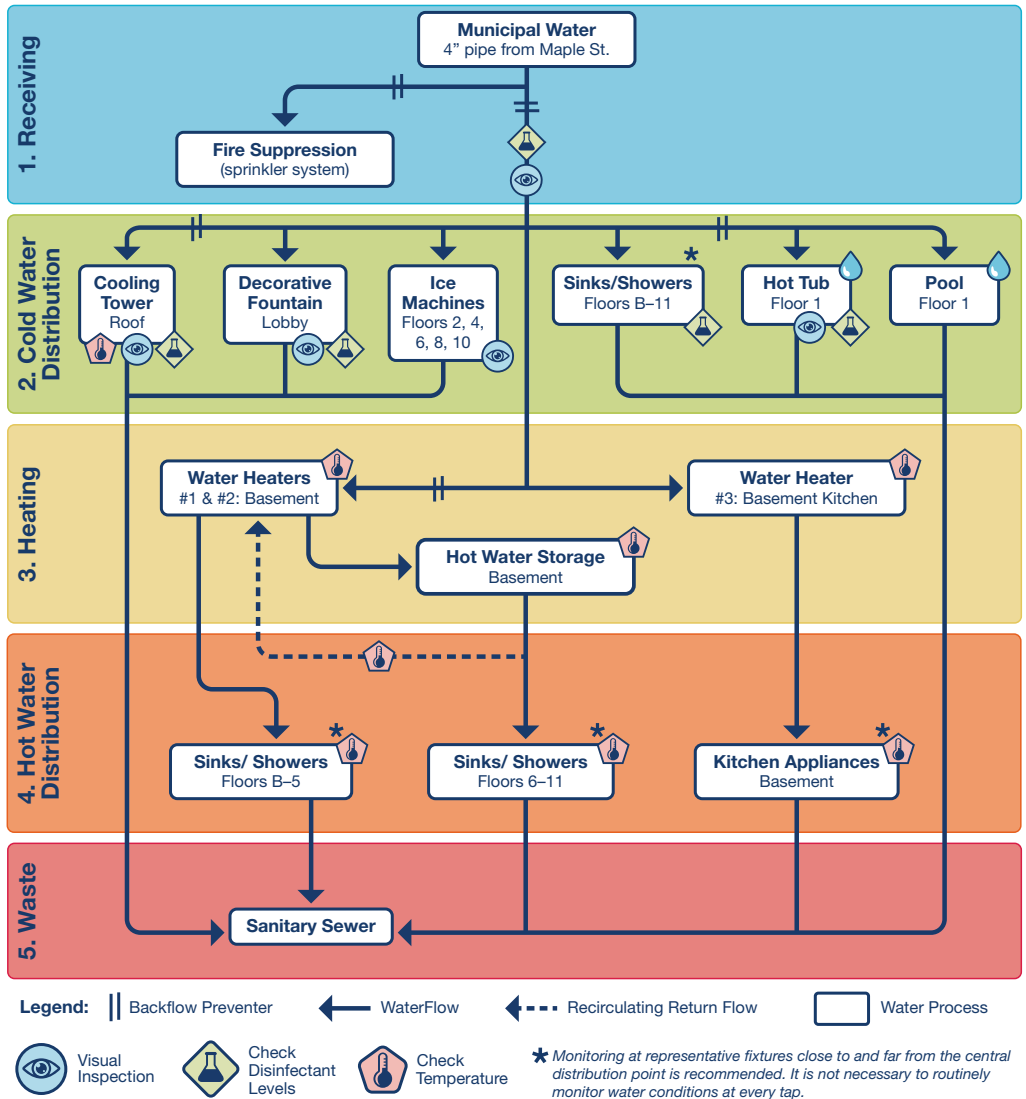 1. Receiving
Municipal Water
4” pipe from Maple St.
Fire Suppression
(sprinkler system)
2. Cold Water
Distribution
Cooling
Tower
Roof
Decorative
Fountain
Lobby
Ice
Machines
Floors 2, 4,
6, 8, 10
Sinks/Showers
Floors B–11
*
Hot Tub
Floor 1
Pool
Floor 1
3. Heating
Water Heaters
#1 & #2: Basement
Water Heater
#3: Basement Kitchen
Hot Water Storage
Basement
4. Hot Water
Distribution
Sinks/ Showers
Floors B–5
*
Sinks/ Showers
Floors 6–11
*
Kitchen Appliances
Basement
*
5. Waste
Sanitary Sewer
Legend:
Backflow Preventer
WaterFlow
Recirculating Return Flow
Water Process
Visual
Inspection
Check
Disinfectant
Levels
Check
Temperature
* Monitoring at representative fixtures close to and far from the central
distribution point is recommended. It is not necessary to routinely
monitor water conditions at every tap.